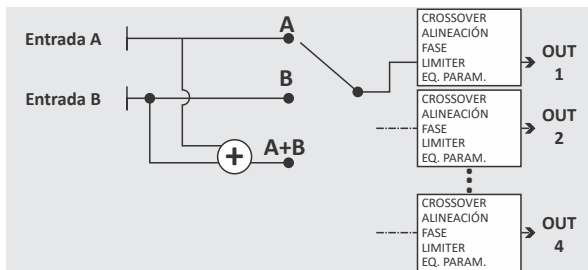 Entrada A
A
Entrada B
B
+
A+B
CROSSOVER
ALINEACIÓN
FASE
LIMITER
EQ. PARAM.
OUT
1
CROSSOVER
ALINEACIÓN
FASE
LIMITER
EQ. PARAM.
OUT
2
CROSSOVER
ALINEACIÓN
FASE
LIMITER
EQ. PARAM.
OUT
4